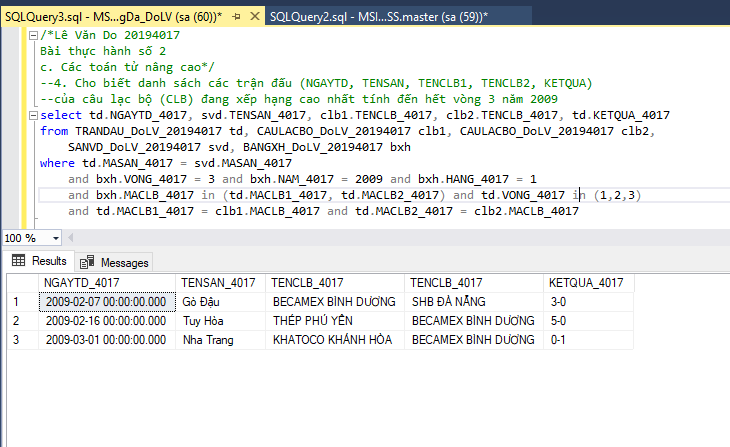 SQLQuery3.sql - MS...gDa_DoLV (sa (60))* SQLQuery2.sql - MSI...SS.master (sa (59))*
/*Lê Văn Do 20194017
Bài thực hành số 2
c. Các toán tử nâng cao*/
--4. Cho biết danh sách các trận đấu (NGAYTD, TENSAN, TENCLB1, TENCLB2, KETQUA)
--của câu lạc bộ (CLB) đang xếp hạng cao nhất tính đến hết vòng 3 năm 2009
select td.NGAYTD_4017, svd.TENSAN_4017, clb1.TENCLB_4017, clb2.TENCLB_4017, td.KETQUA_4017
from TRANDAU_DoLV_20194017 td, CAULACBO_DoLV_20194017 clb1, CAULACBO_DoLV_20194017 clb2,
SANVD_DoLV_20194017 svd, BANGXH_DoLV_20194017 bxh
where td.MASAN_4017 = svd.MASAN_4017
and bxh.VONG_4017 = 3 and bxh.NAM_4017 = 2009 and bxh.HANG_4017 = 1
and bxh.MACLB_4017 in (td.MACLB1_4017, td.MACLB2_4017) and td.VONG_4017 in (1,2,3)
and td.MACLB1_4017 = clb1.MACLB_4017 and td.MACLB2_4017 = clb2.MACLB_4017
100 %
Results Messages
NGAYTD_4017 TENSAN_4017 TENCLB_4017 TENCLB_4017 KETQUA_4017
1 2009-02-07 00:00:00.000 Gò Đậu BECAMEX BÌNH DƯƠNG SHB ĐÀ NẴNG 3-0
2 2009-02-16 00:00:00.000 Tuy Hòa THÉP PHÚ YÊN BECAMEX BÌNH DƯƠNG 5-0
3 2009-03-01 00:00:00.000 Nha Trang KHATOCO KHÁNH HÒA BECAMEX BÌNH DƯƠNG 0-1